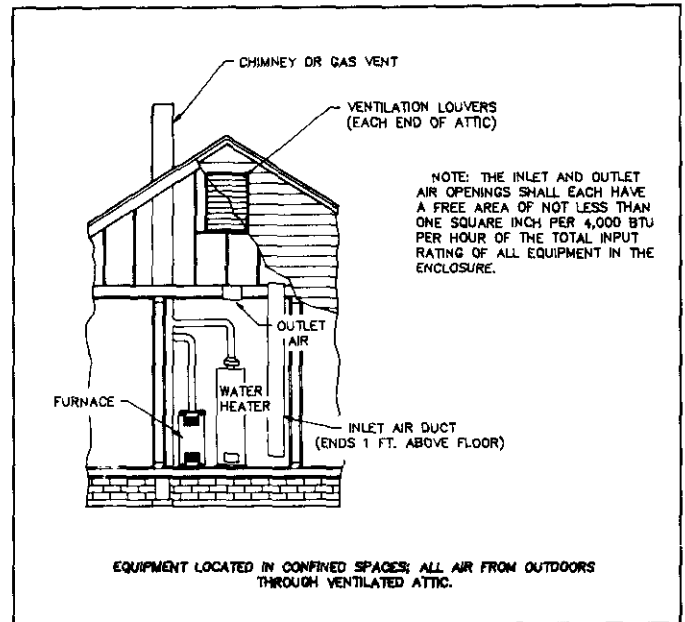 CHIMNEY OR GAS VENT
VENTILATION LOUVERS
(EACH END OF ATTIC)
NOTE: THE INLET AND OUTLET
AIR OPENINGS SHALL EACH HAVE
A FREE AREA OF NOT LESS THAN
ONE SQUARE INCH PER 4,000 BTU
PER HOUR OF THE TOTAL INPUT
RATING OF ALL EQUIPMENT IN THE
ENCLOSURE.
OUTLET
AIR
FURNACE
WATER
HEATER
INLET AIR DUCT
(ENDS 1 FT. ABOVE FLOOR)
EQUIPMENT LOCATED IN CONFINED SPACES; ALL AIR FROM OUTDOORS
THROUGH VENTILATED ATTIC.